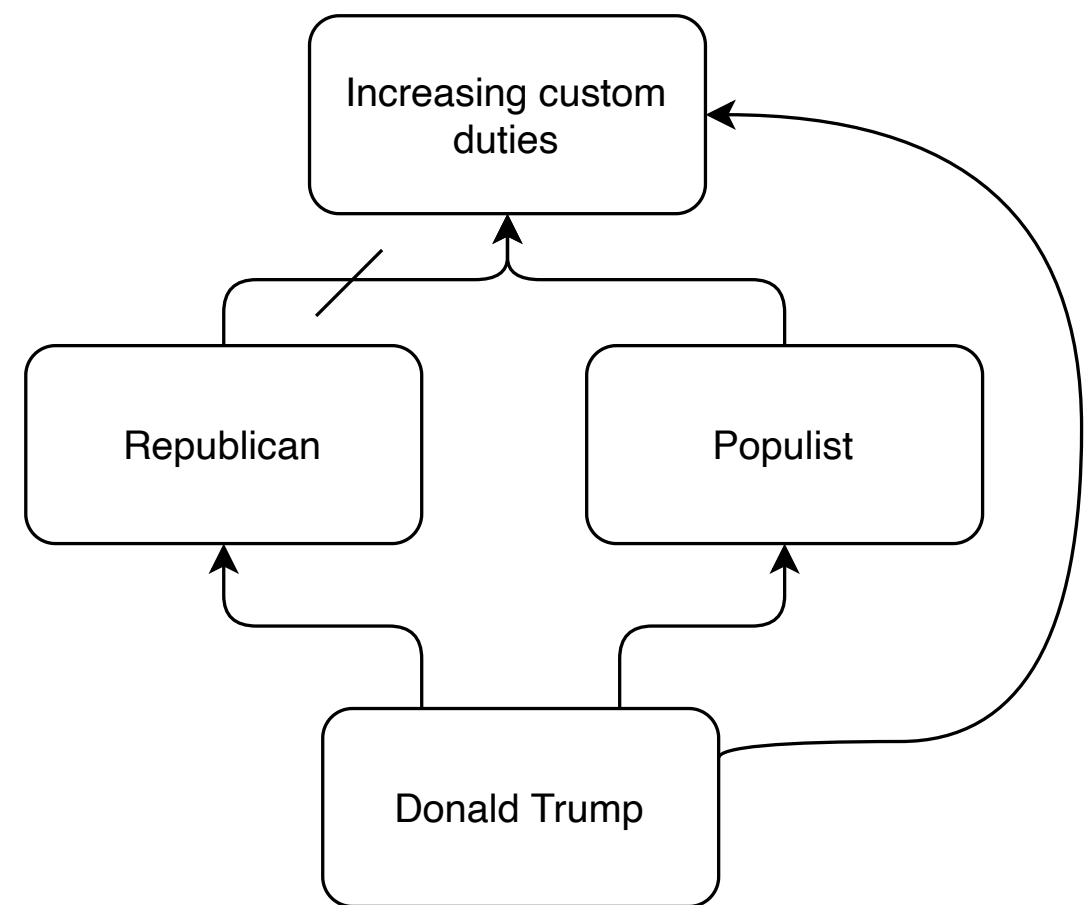 Increasing custom
duties
Republican
Populist
Donald Trump